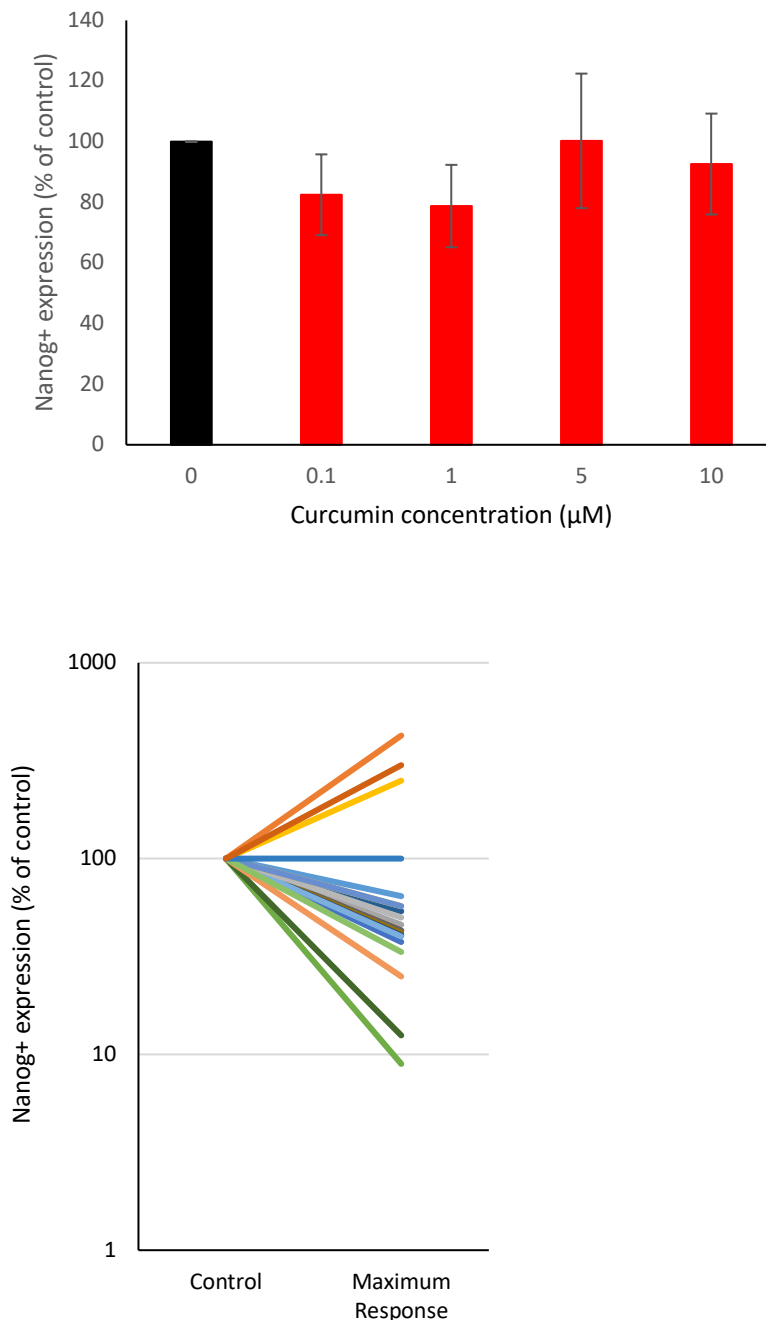 Nanog+ expression (% of control)
140
120
100
80
60
40
20
0
0 0.1 1 5 10
Curcumin concentration (µM)
Nanog+ expression (% of control)
1000
100
10
1
Control Maximum
Response